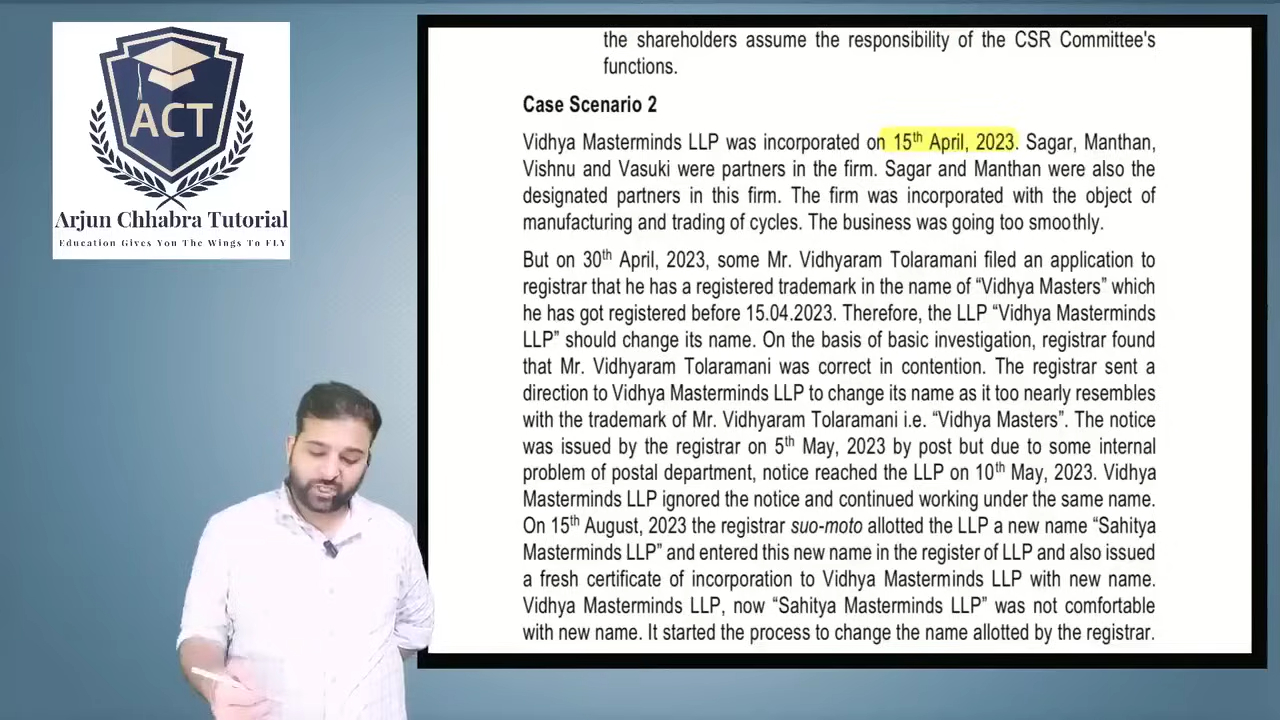 ACT
Arjun Chhabra Tutorial
Education Gives You The Wings To FLY
the shareholders assume the responsibility of the CSR Committee's
functions.
Case Scenario 2
Vidhya Masterminds LLP was incorporated on 15th April, 2023. Sagar, Manthan,
Vishnu and Vasuki were partners in the firm. Sagar and Manthan were also the
designated partners in this firm. The firm was incorporated with the object of
manufacturing and trading of cycles. The business was going too smoothly.
But on 30th April, 2023, some Mr. Vidhyaram Tolaramani filed an application to
registrar that he has a registered trademark in the name of “Vidhya Masters” which
he has got registered before 15.04.2023. Therefore, the LLP “Vidhya Masterminds
LLP” should change its name. On the basis of basic investigation, registrar found
that Mr. Vidhyaram Tolaramani was correct in contention. The registrar sent a
direction to Vidhya Masterminds LLP to change its name as it too nearly resembles
with the trademark of Mr. Vidhyaram Tolaramani i.e. “Vidhya Masters”. The notice
was issued by the registrar on 5th May, 2023 by post but due to some internal
problem of postal department, notice reached the LLP on 10th May, 2023. Vidhya
Masterminds LLP ignored the notice and continued working under the same name.
On 15th August, 2023 the registrar suo-moto allotted the LLP a new name “Sahitya
Masterminds LLP” and entered this new name in the register of LLP and also issued
a fresh certificate of incorporation to Vidhya Masterminds LLP with new name.
Vidhya Masterminds LLP, now “Sahitya Masterminds LLP” was not comfortable
with new name. It started the process to change the name allotted by the registrar.